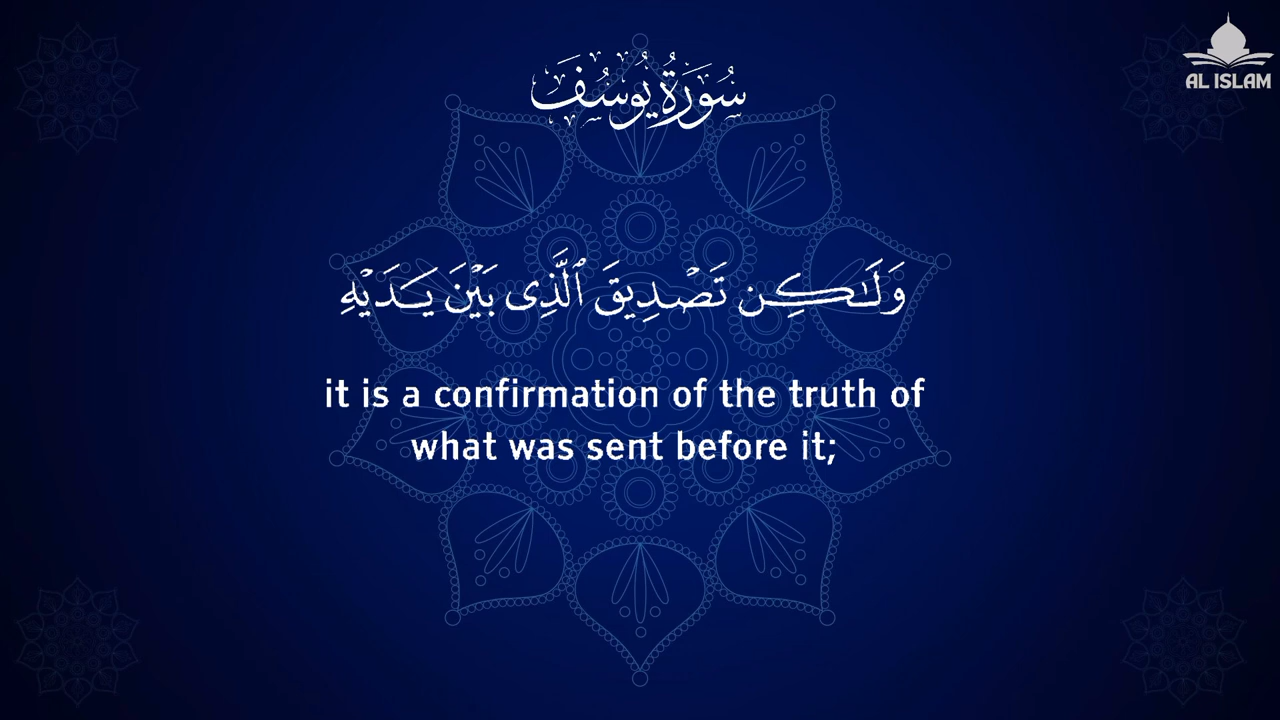 AL ISLAM
سُورَةُ يُوسُفَ
وَلَـٰكِن تَصْدِيقَ ٱلَّذِى بَيْنَ يَدَيْهِ
it is a confirmation of the truth of
what was sent before it;